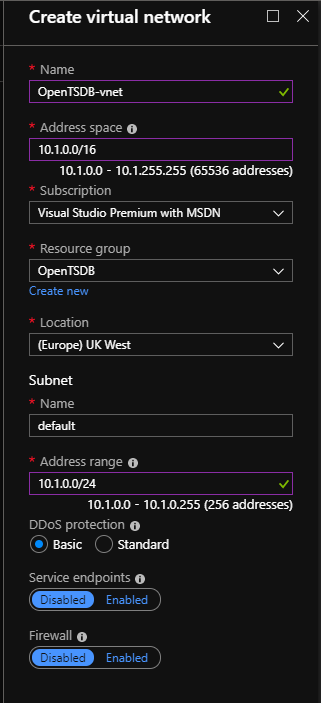 Create virtual network
* Name
OpenTSDB-vnet
* Address space
10.1.0.0/16
10.1.0.0 - 10.1.255.255 (65536 addresses)
* Subscription
Visual Studio Premium with MSDN
* Resource group
OpenTSDB
Create new
* Location
(Europe) UK West
Subnet
* Name
default
* Address range
10.1.0.0/24
10.1.0.0 - 10.1.0.255 (256 addresses)
DDoS protection
Basic Standard
Service endpoints
Disabled Enabled
Firewall
Disabled Enabled